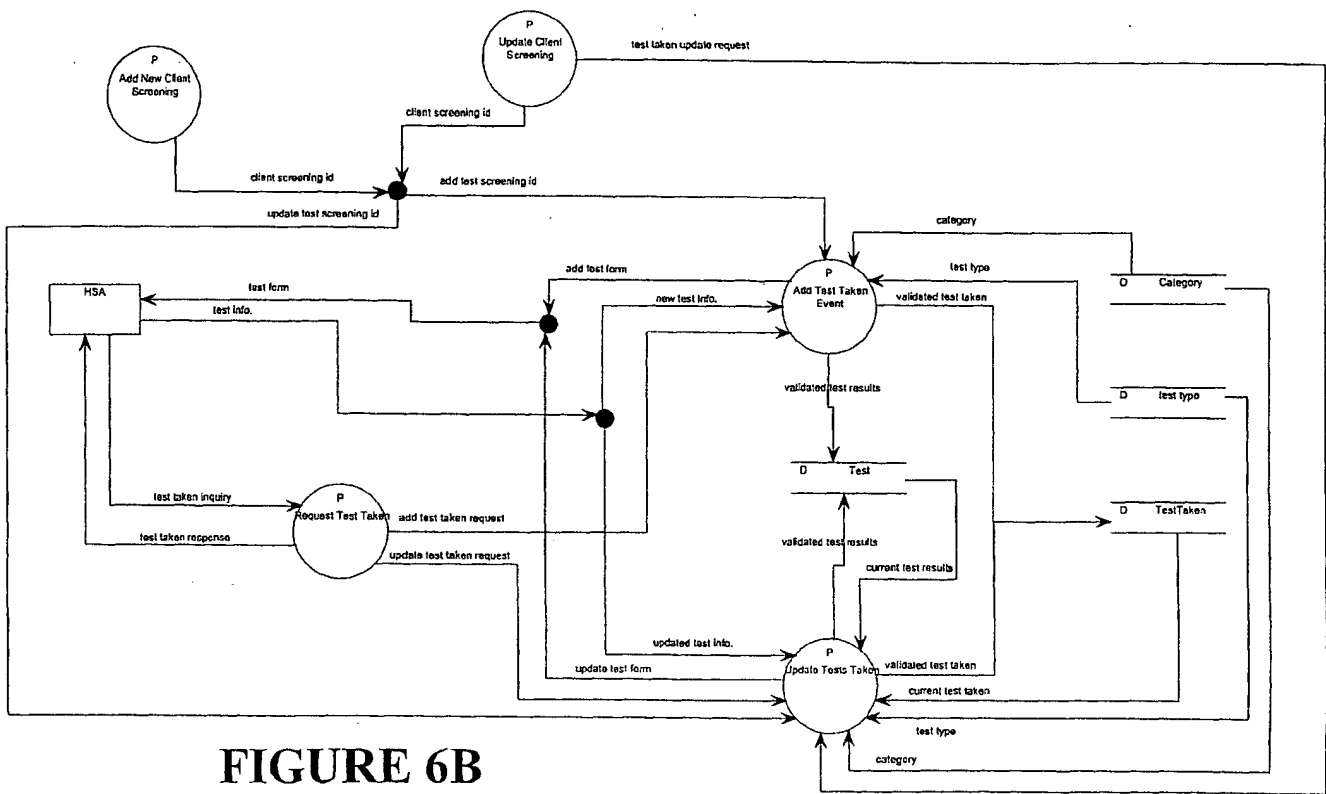 P
Update Client
Screening
test taken update request
P
Add New Client
Screening
client screening id
client screening id
add test screening id
update test screening id
category
P
Add Test Taken
Event
test type
D Category
add test form
HSA
test form
test info.
new test info.
validated test taken
validated test results
D test type
D Test
test taken inquiry
P
Request Test Taken
add test taken request
D TestTaken
test taken response
update test taken request
validated test results
current test results
updated test info.
P
Update Tests Taken
update test form
validated test taken
current test taken
test type
category
FIGURE 6B